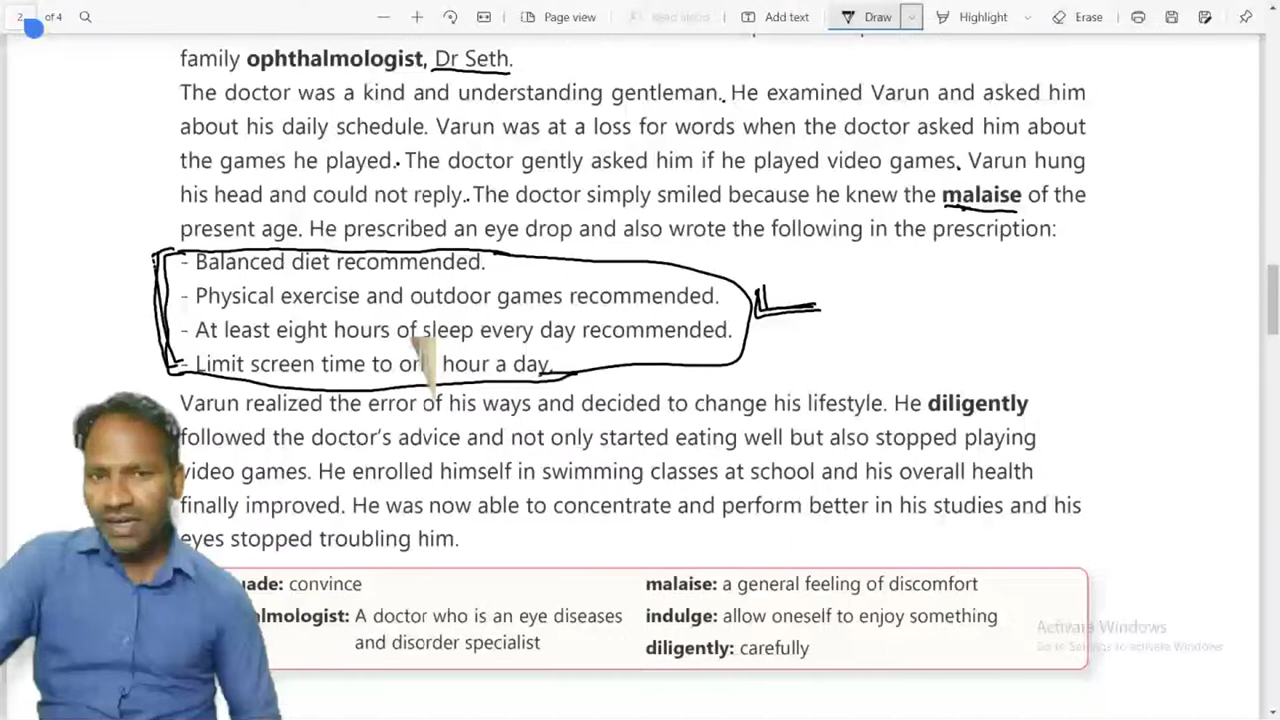 2 of 4 Page view Read aloud Add text Draw Highlight Erase
family ophthalmologist, Dr Seth.
The doctor was a kind and understanding gentleman. He examined Varun and asked him
about his daily schedule. Varun was at a loss for words when the doctor asked him about
the games he played. The doctor gently asked him if he played video games. Varun hung
his head and could not reply. The doctor simply smiled because he knew the malaise of the
present age. He prescribed an eye drop and also wrote the following in the prescription:
- Balanced diet recommended.
- Physical exercise and outdoor games recommended.
- At least eight hours of sleep every day recommended.
- Limit screen time to hour a day.
Varun realized the error of his ways and decided to change his lifestyle. He diligently
followed the doctor's advice and not only started eating well but also stopped playing
video games. He enrolled himself in swimming classes at school and his overall health
finally improved. He was now able to concentrate and perform better in his studies and his
eyes stopped troubling him.
uade: convince
almologist: A doctor who is an eye diseases
and disorder specialist
malaise: a general feeling of discomfort
indulge: allow oneself to enjoy something
diligently: carefully
Activate Windows
Go to Settings to activate Windows.